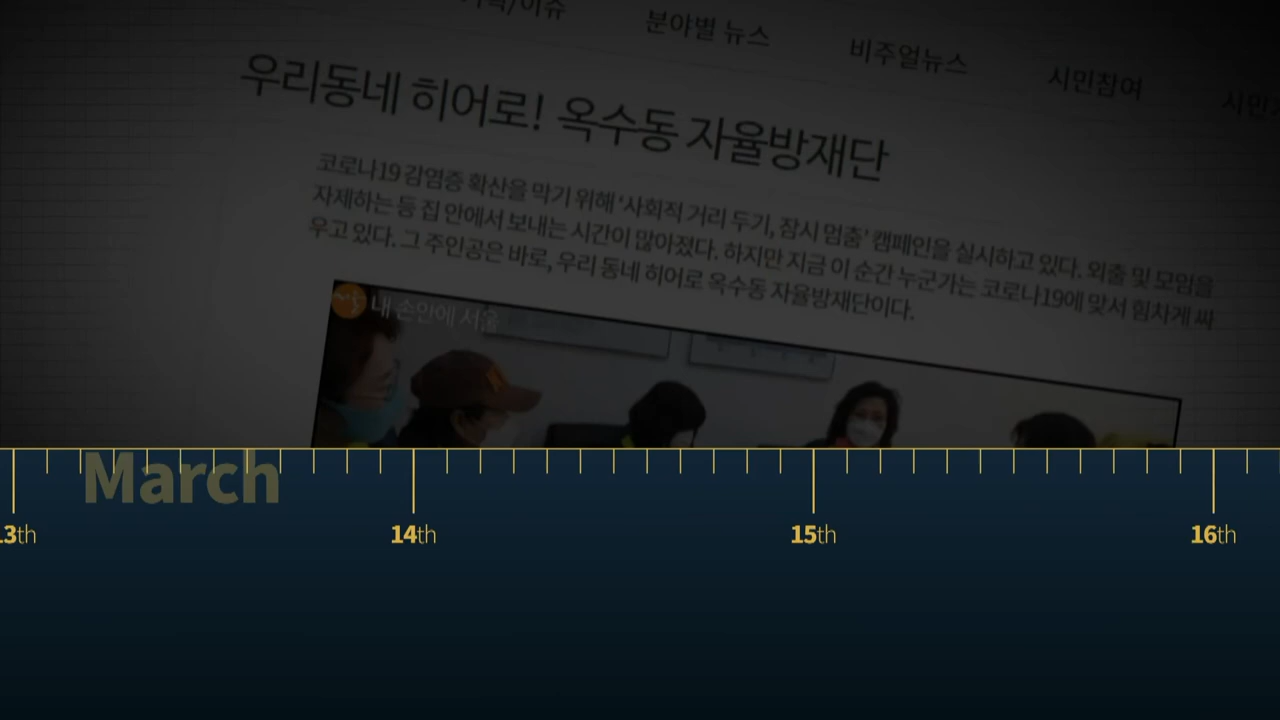 분야별 뉴스 비주얼뉴스 시민참여
우리동네 히어로! 옥수동 자율방재단
코로나19 감염증 확산을 막기 위해 ‘사회적 거리 두기, 잠시 멈춤’ 캠페인을 실시하고 있다. 외출 및 모임을
자제하는 등 집 안에서 보내는 시간이 많아졌다. 하지만 지금 이 순간 누군가는 코로나19에 맞서 힘차게 싸
우고 있다. 그 주인공은 바로, 우리 동네 히어로 옥수동 자율방재단이다.
내 손안에 서울
March
13th 14th 15th 16th